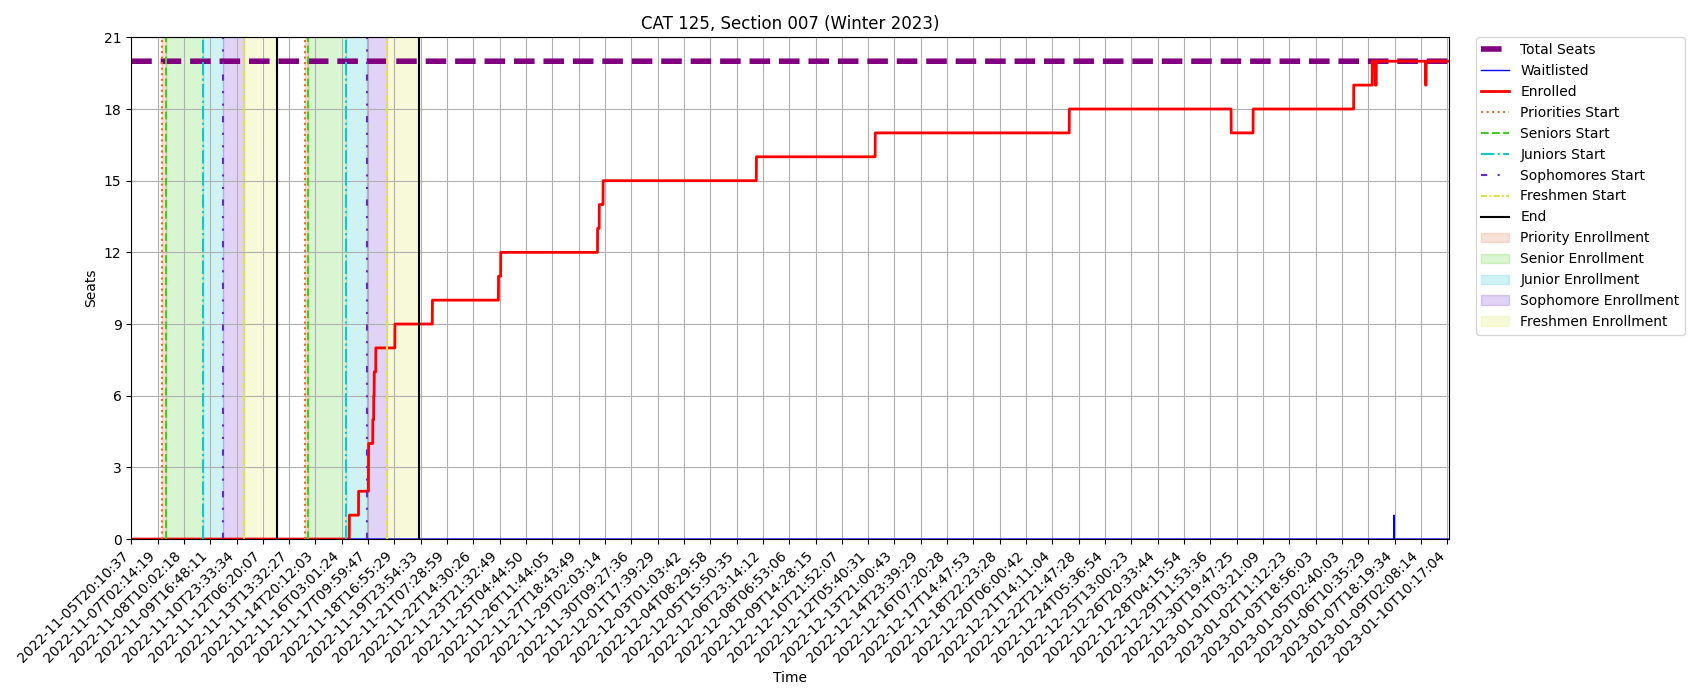 CAT 125, Section 007 (Winter 2023)
21
18
15
12
9
6
3
0
Seats
2022-11-05T20:10:37
2022-11-07T02:14:19
2022-11-08T10:02:18
2022-11-09T16:48:11
2022-11-10T23:33:34
2022-11-12T06:20:07
2022-11-13T13:32:27
2022-11-14T20:12:03
2022-11-16T03:01:24
2022-11-17T09:59:47
2022-11-18T16:55:29
2022-11-19T23:54:33
2022-11-21T07:28:59
2022-11-22T14:30:26
2022-11-23T21:32:49
2022-11-25T04:44:50
2022-11-26T11:44:05
2022-11-27T18:43:49
2022-11-29T02:03:14
2022-11-30T09:27:36
2022-12-01T17:39:29
2022-12-03T01:03:42
2022-12-04T08:29:58
2022-12-05T15:50:35
2022-12-06T23:14:12
2022-12-08T06:53:06
2022-12-09T14:28:15
2022-12-10T21:52:07
2022-12-12T05:40:31
2022-12-13T21:00:43
2022-12-14T23:39:29
2022-12-16T07:20:28
2022-12-17T14:47:53
2022-12-18T22:23:28
2022-12-20T06:00:42
2022-12-21T14:11:04
2022-12-22T21:47:28
2022-12-24T05:36:54
2022-12-25T13:00:23
2022-12-26T20:33:44
2022-12-28T04:15:54
2022-12-29T11:53:36
2022-12-30T19:47:25
2023-01-01T03:21:09
2023-01-02T11:12:23
2023-01-03T18:56:03
2023-01-05T02:40:03
2023-01-06T10:35:29
2023-01-07T18:19:34
2023-01-09T02:08:14
2023-01-10T10:17:04
Time
Total Seats
Waitlisted
Enrolled
Priorities Start
Seniors Start
Juniors Start
Sophomores Start
Freshmen Start
End
Priority Enrollment
Senior Enrollment
Junior Enrollment
Sophomore Enrollment
Freshmen Enrollment